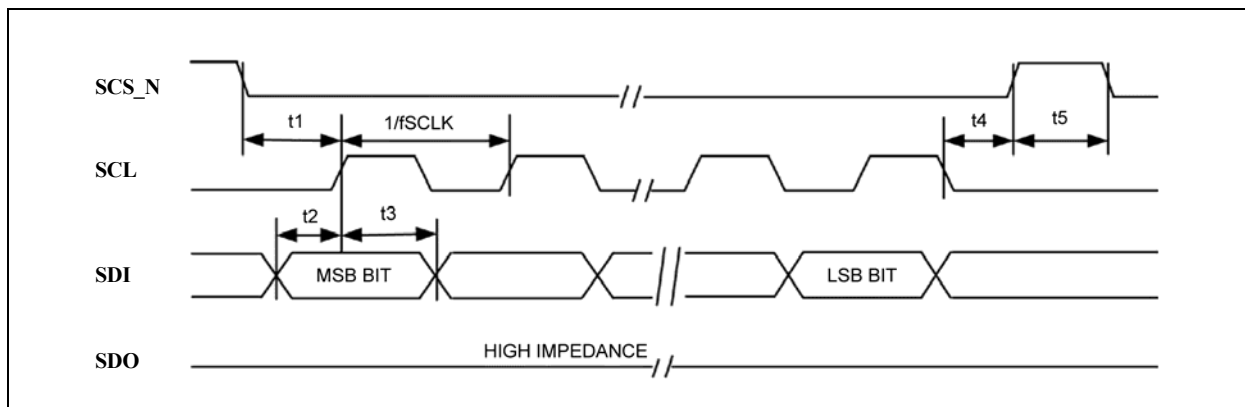 SCS_N
t1
1/fSCLK
t4
t5
SCL
t2
t3
SDI
MSB BIT
LSB BIT
SDO
HIGH IMPEDANCE